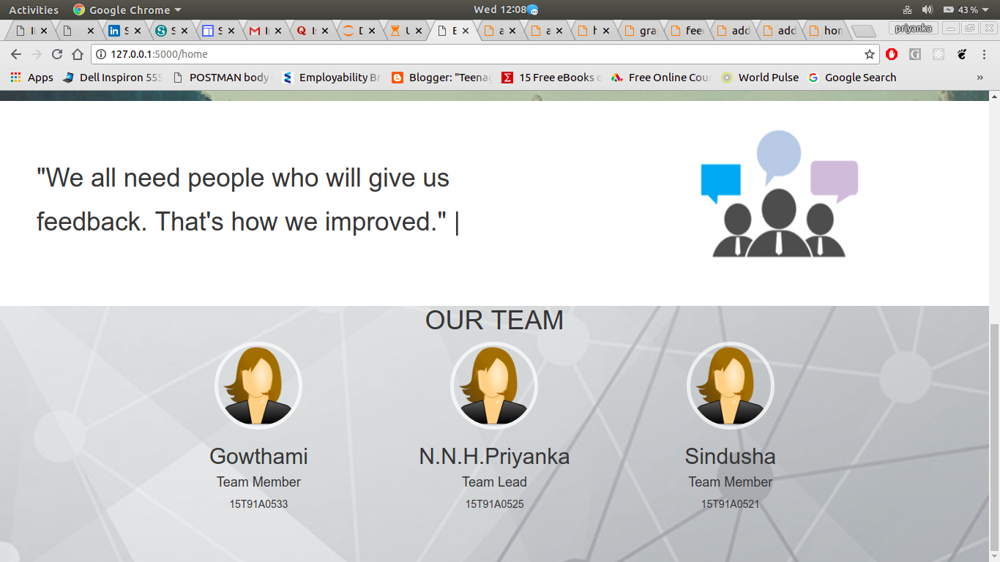 Activities Google Chrome Wed 12:08 43 %
S S S I Is D U E a a h gra fee add add hor priyanka
127.0.0.1:5000/home
Apps Dell Inspiron 555 POSTMAN body Employability Br Blogger: "Teena 15 Free eBooks o Free Online Cour World Pulse Google Search »
"We all need people who will give us
feedback. That's how we improved." |
OUR TEAM
Gowthami N.N.H.Priyanka Sindusha
Team Member Team Lead Team Member
15T91A0533 15T91A0525 15T91A0521